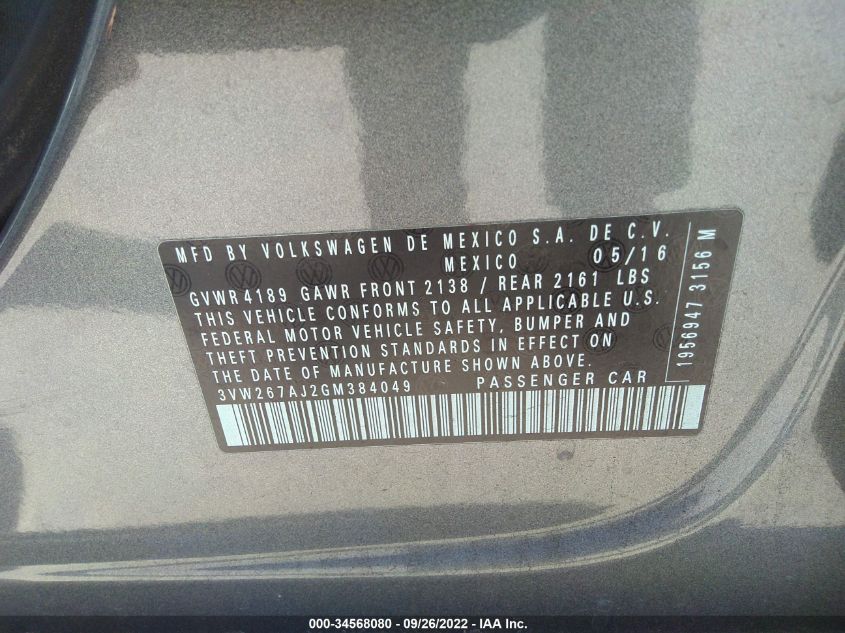 MFD BY VOLKSWAGEN DE MEXICO S.A. DE C.V.
MEXICO 05/16
GVWR 4189 GAWR FRONT 2138 / REAR 2161 LBS
THIS VEHICLE CONFORMS TO ALL APPLICABLE U.S.
FEDERAL MOTOR VEHICLE SAFETY, BUMPER AND
THEFT PREVENTION STANDARDS IN EFFECT ON
THE DATE OF MANUFACTURE SHOWN ABOVE.
3VW267AJ2GM384049 PASSENGER CAR
1956947 3156 M
000-34568080 - 09/26/2022 - IAA Inc.